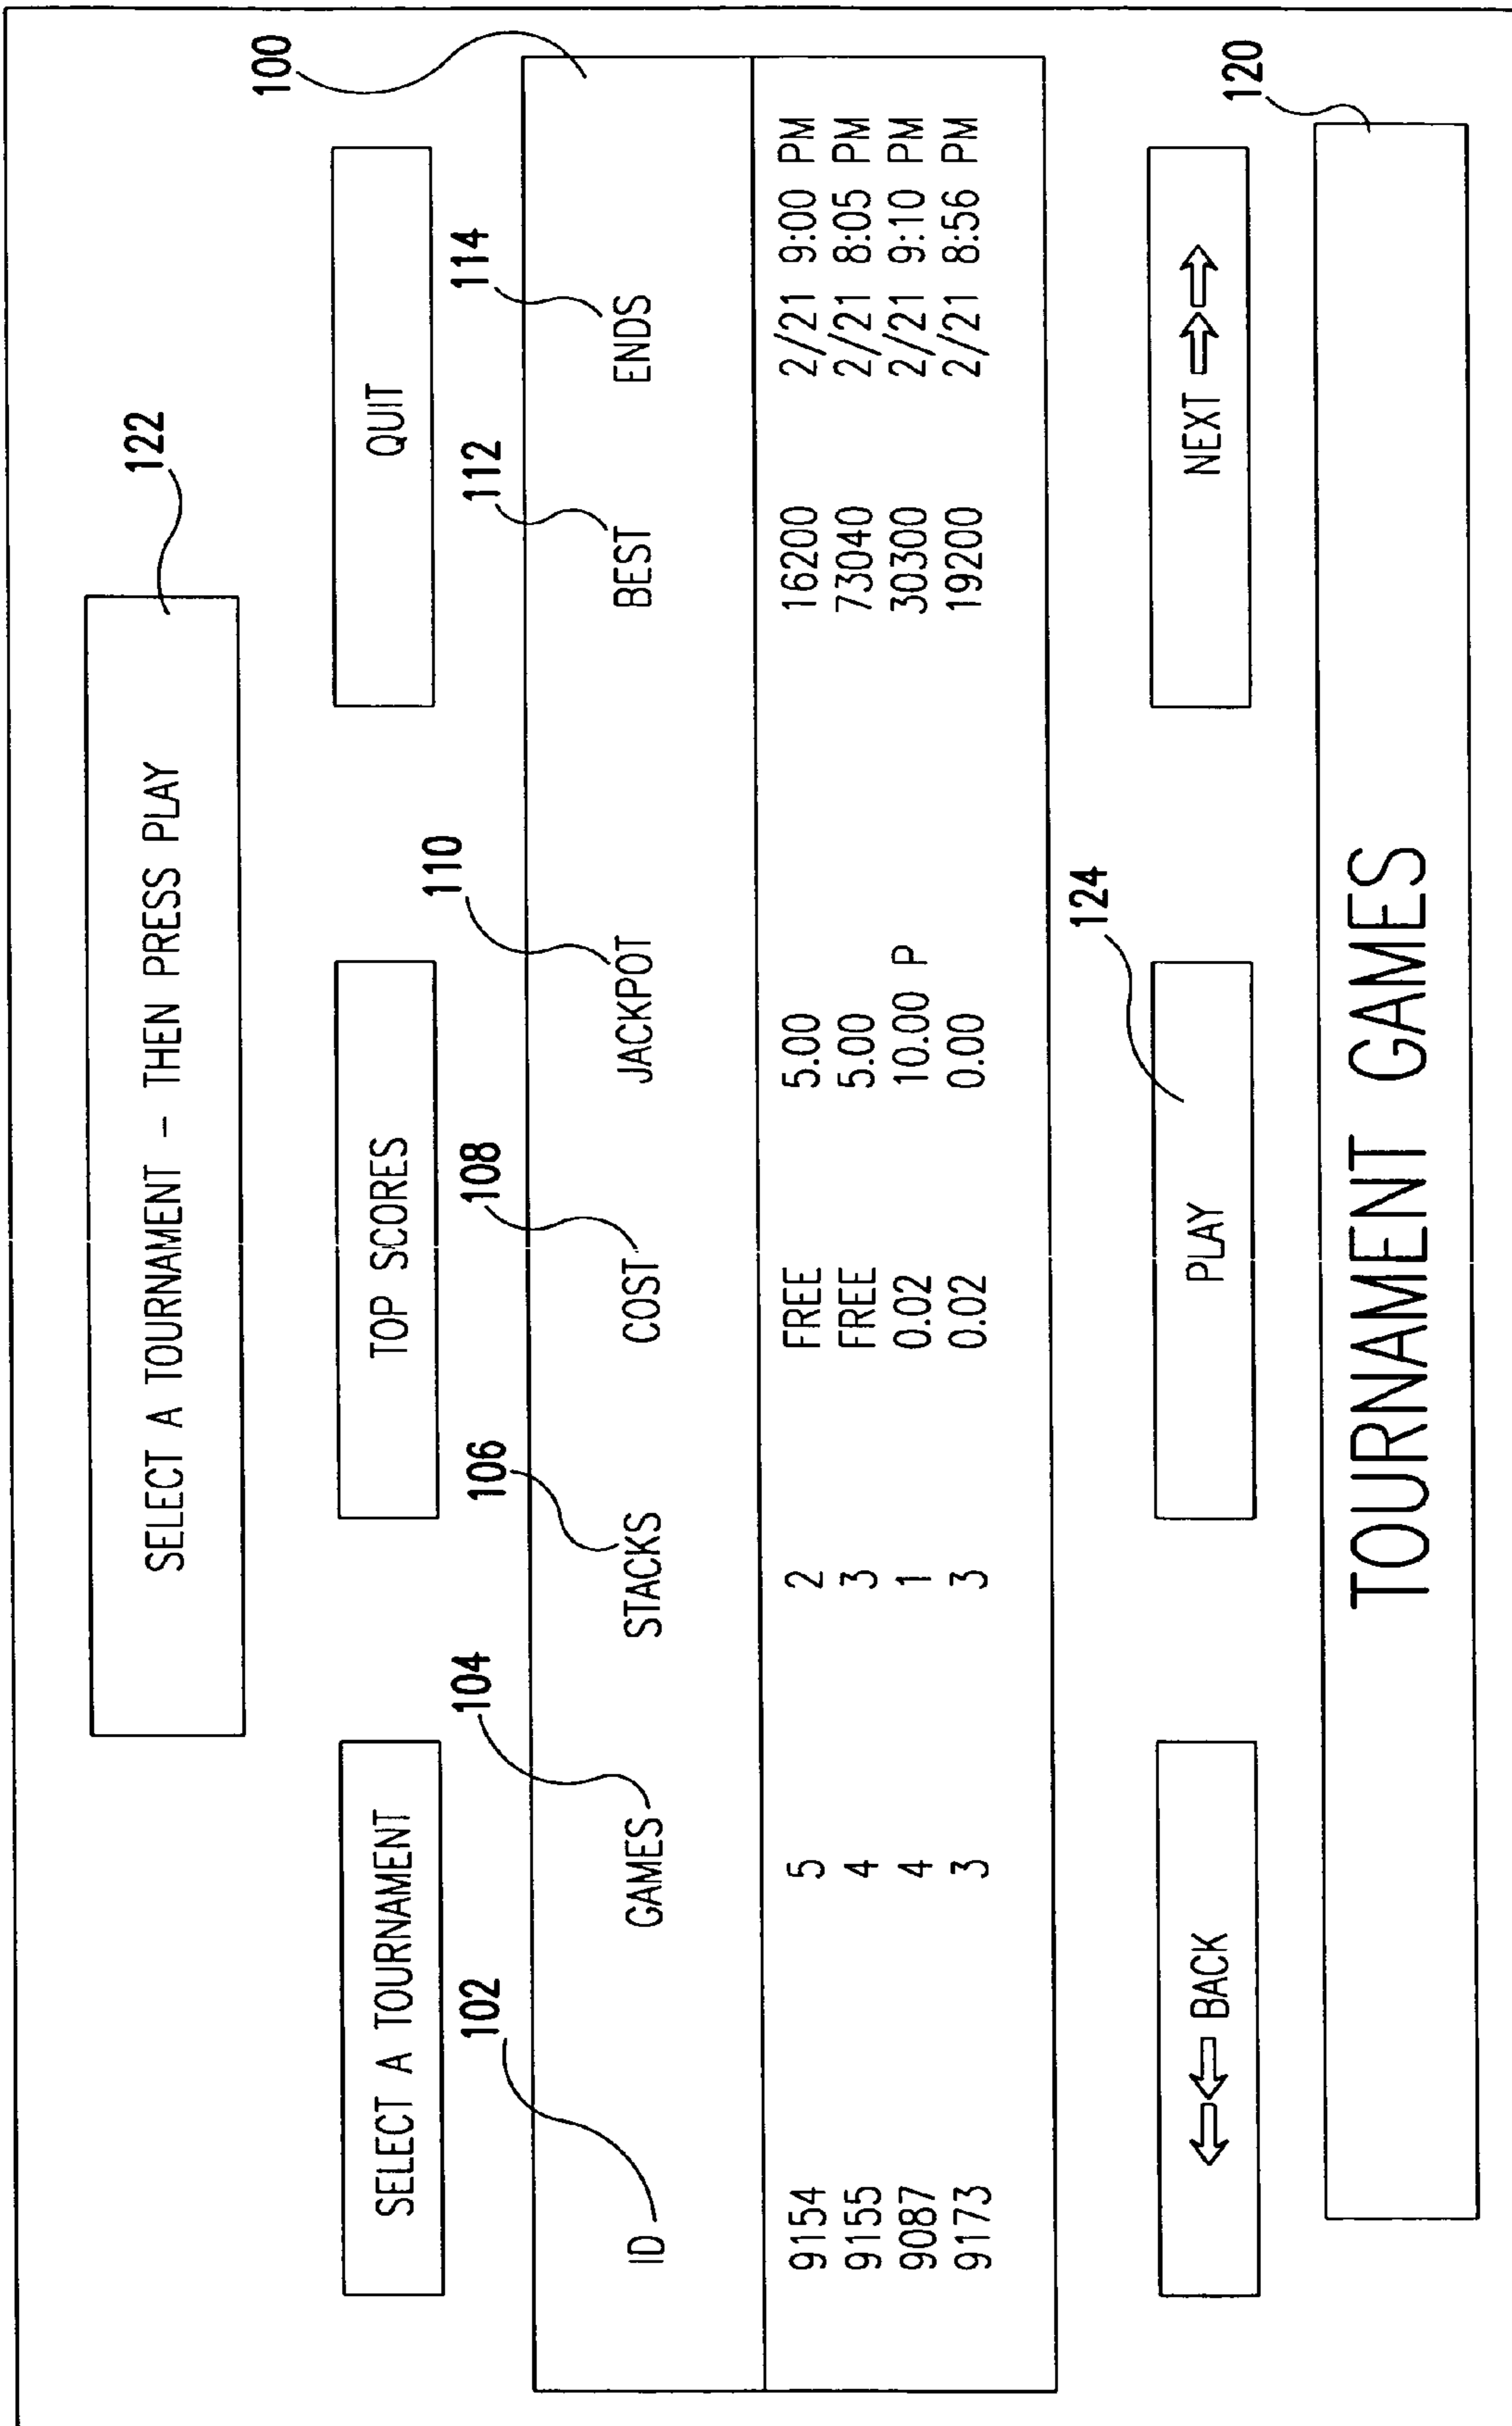 122
SELECT A TOURNAMENT - THEN PRESS PLAY
100
SELECT A TOURNAMENT
TOP SCORES
QUIT
102 104 106 108 110 112 114
ID GAMES STACKS COST JACKPOT BEST ENDS
9154 5 2 FREE 5.00 16200 2/21 9:00 PM
9155 4 3 FREE 5.00 73040 2/21 8:05 PM
9087 4 1 0.02 10.00 P 30300 2/21 9:10 PM
9173 3 3 0.02 0.00 19200 2/21 8:56 PM
124
BACK
PLAY
NEXT
120
TOURNAMENT GAMES